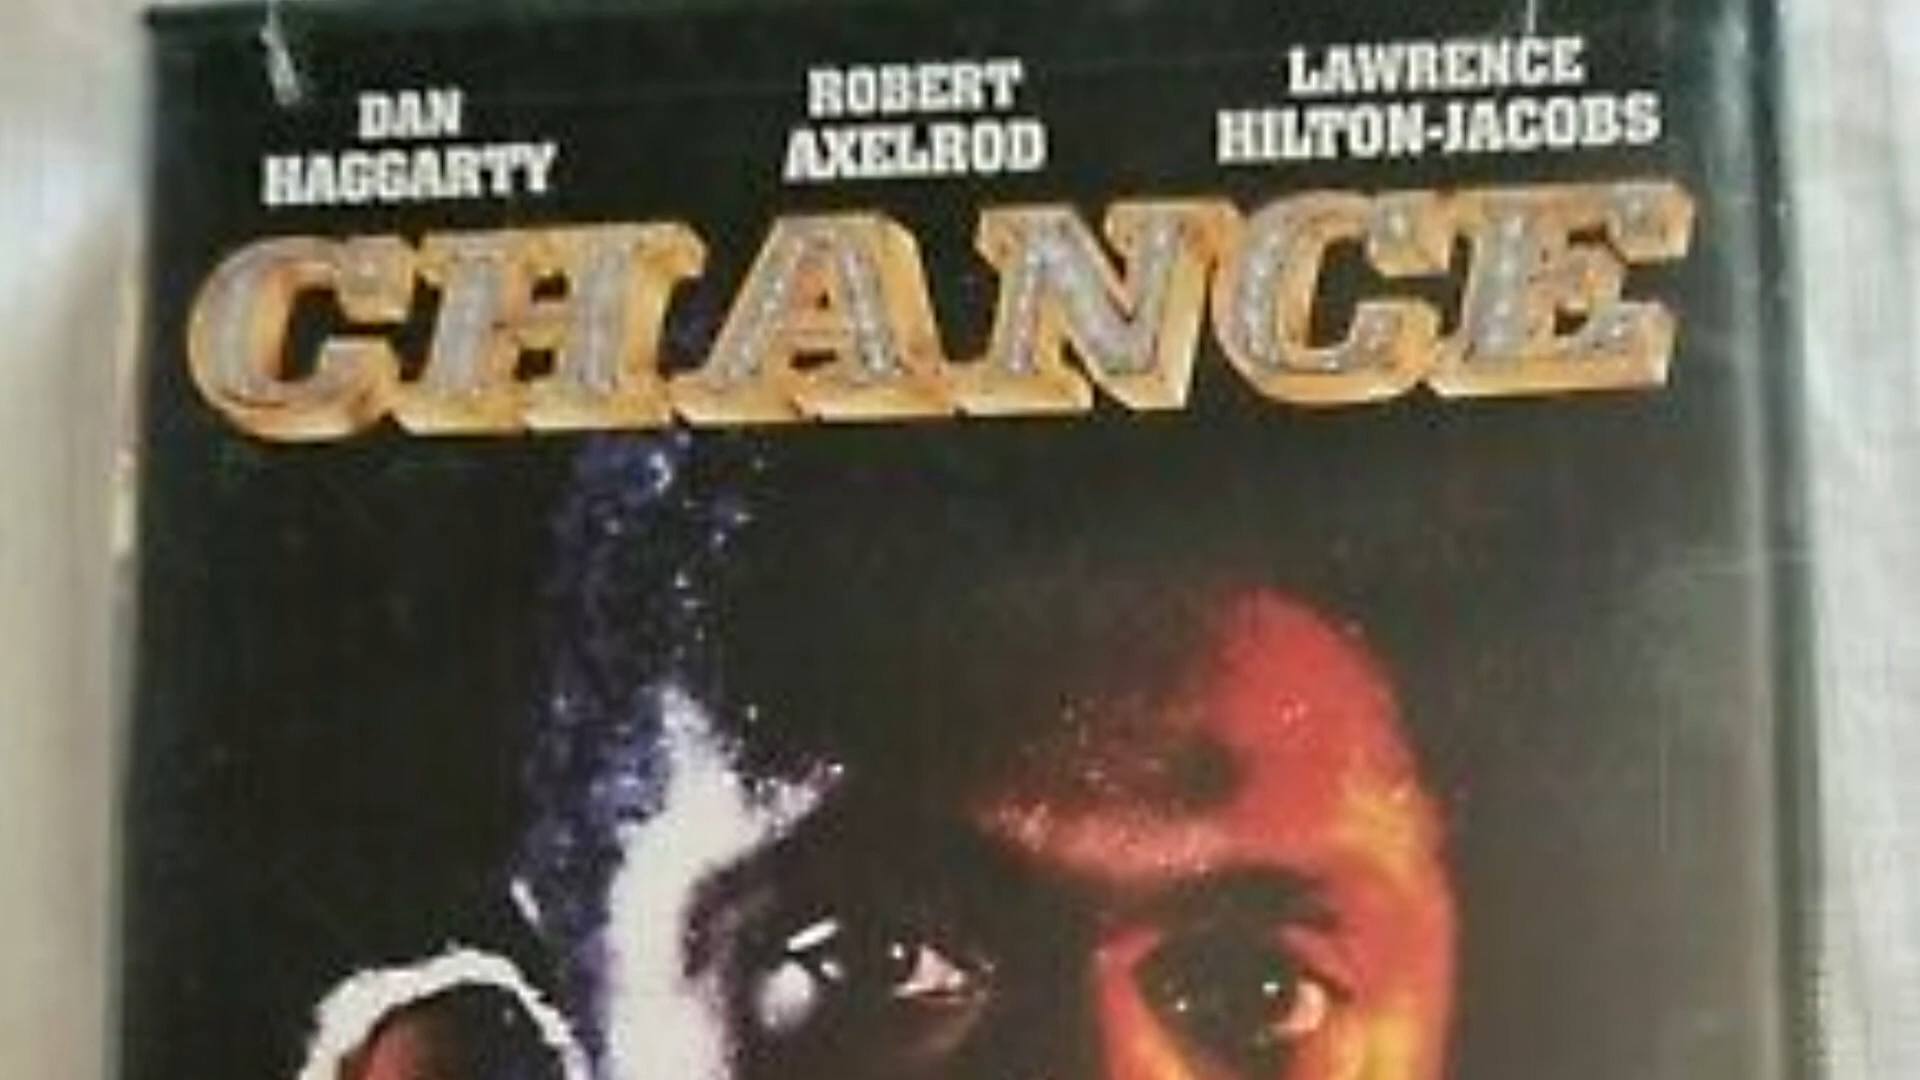 DAN
HAGGARTY
ROBERT
AXELROD
LAWRENCE
HILTON-JACOBS
CHANCE